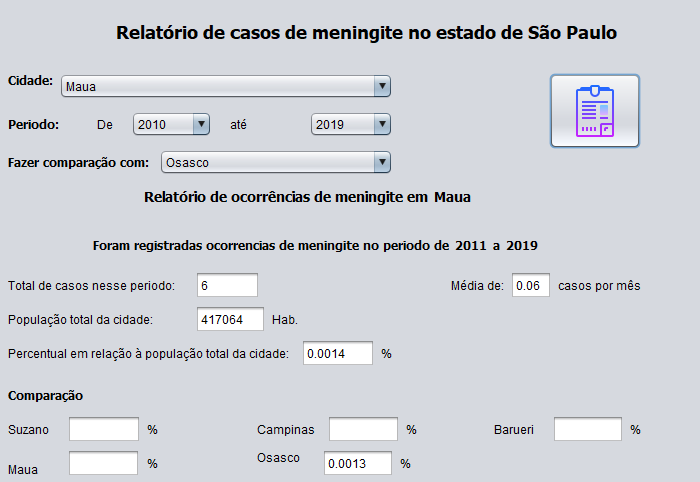 Relatório de casos de meningite no estado de São Paulo
Cidade: Maua
Periodo: De 2010 até 2019
Fazer comparação com: Osasco
Relatório de ocorrências de meningite em Maua
Foram registradas ocorrencias de meningite no periodo de 2011 a 2019
Total de casos nesse periodo: 6 Média de: 0.06 casos por mês
População total da cidade: 417064 Hab.
Percentual em relação à população total da cidade: 0.0014 %
Comparação
Suzano % Campinas % Barueri %
Maua % Osasco 0.0013 %